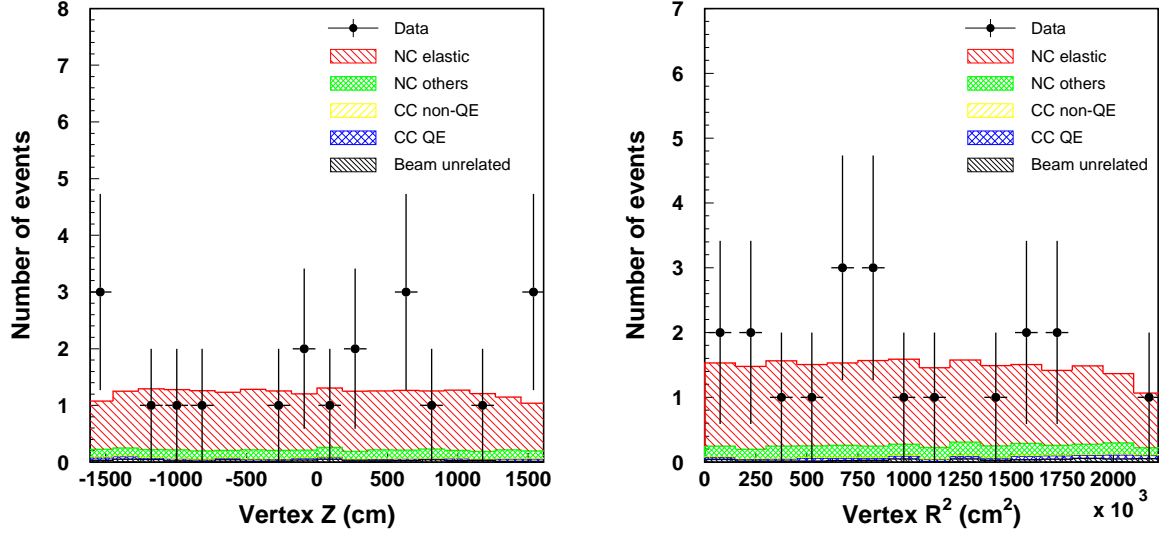 Number of events
8
7
6
5
4
3
2
1
0
Data
NC elastic
NC others
CC non-QE
CC QE
Beam unrelated
-1500 -1000 -500 0 500 1000 1500
Vertex Z (cm)
Number of events
7
6
5
4
3
2
1
0
Data
NC elastic
NC others
CC non-QE
CC QE
Beam unrelated
0 250 500 750 1000 1250 1500 1750 2000
x 10³
Vertex R² (cm²)